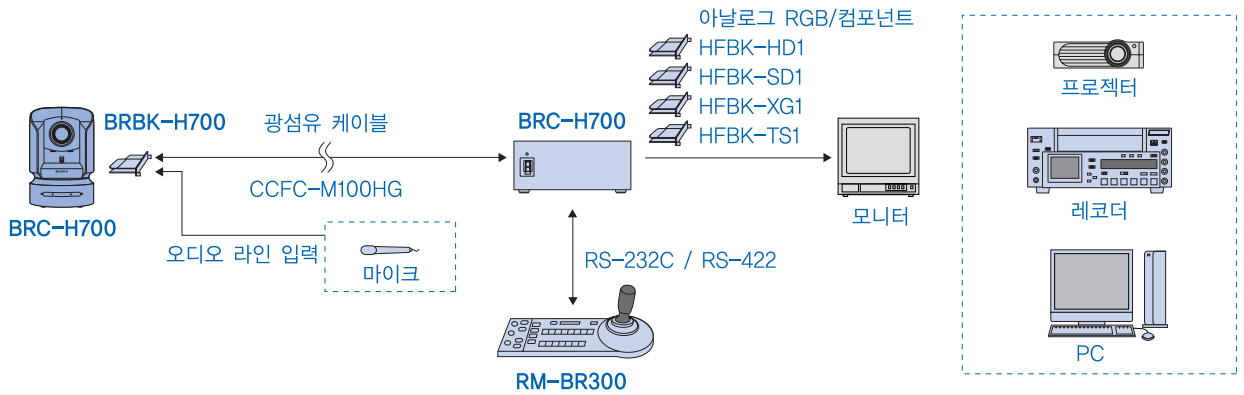 아날로그 RGB/컴포넌트
HFBK-HD1
HFBK-SD1
HFBK-XG1
HFBK-TS1
BRBK-H700
SONY
BRC-H700
광섬유 케이블
CCFC-M100HG
BRC-H700
오디오 라인 입력
마이크
RS-232C / RS-422
RM-BR300
모니터
프로젝터
레코더
PC